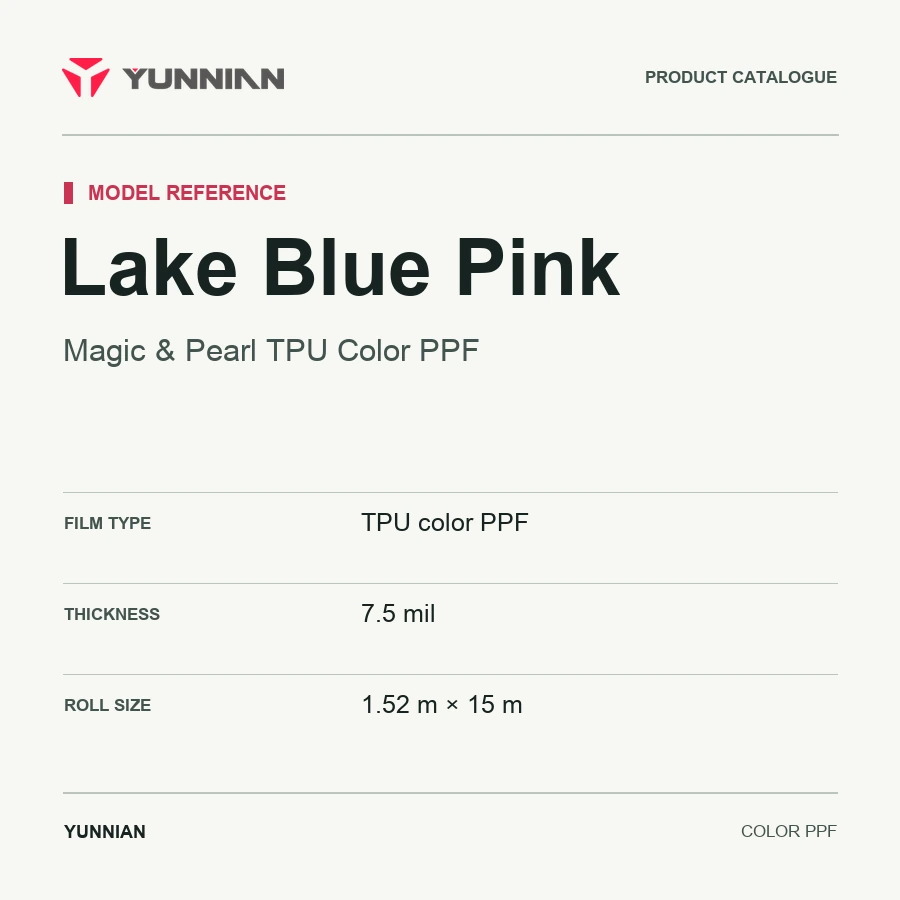 YUNNIAN
PRODUCT CATALOGUE
MODEL REFERENCE
Lake Blue Pink
Magic & Pearl TPU Color PPF
FILM TYPE
TPU color PPF
THICKNESS
7.5 mil
ROLL SIZE
1.52 m × 15 m
YUNNIAN
COLOR PPF